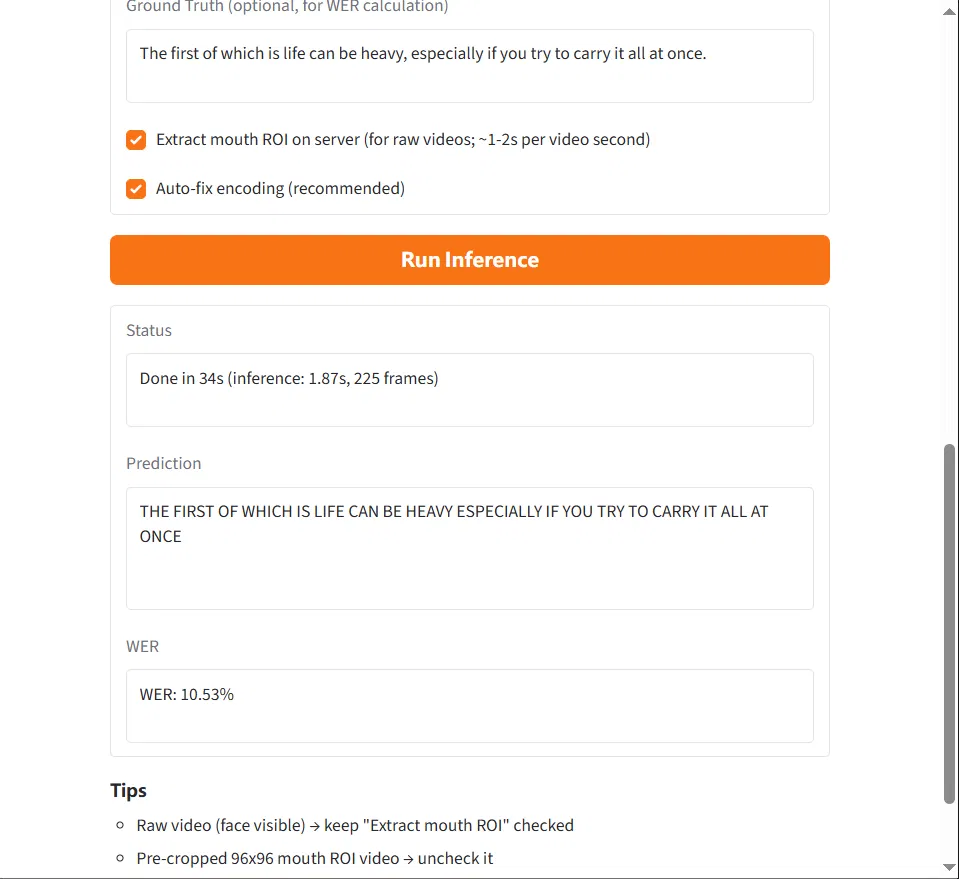 Ground Truth (optional, for WER calculation)
The first of which is life can be heavy, especially if you try to carry it all at once.
Extract mouth ROI on server (for raw videos; ~1-2s per video second)
Auto-fix encoding (recommended)
Run Inference
Status
Done in 34s (inference: 1.87s, 225 frames)
Prediction
THE FIRST OF WHICH IS LIFE CAN BE HEAVY ESPECIALLY IF YOU TRY TO CARRY IT ALL AT
ONCE
WER
WER: 10.53%
Tips
Raw video (face visible) → keep "Extract mouth ROI" checked
Pre-cropped 96x96 mouth ROI video → uncheck it